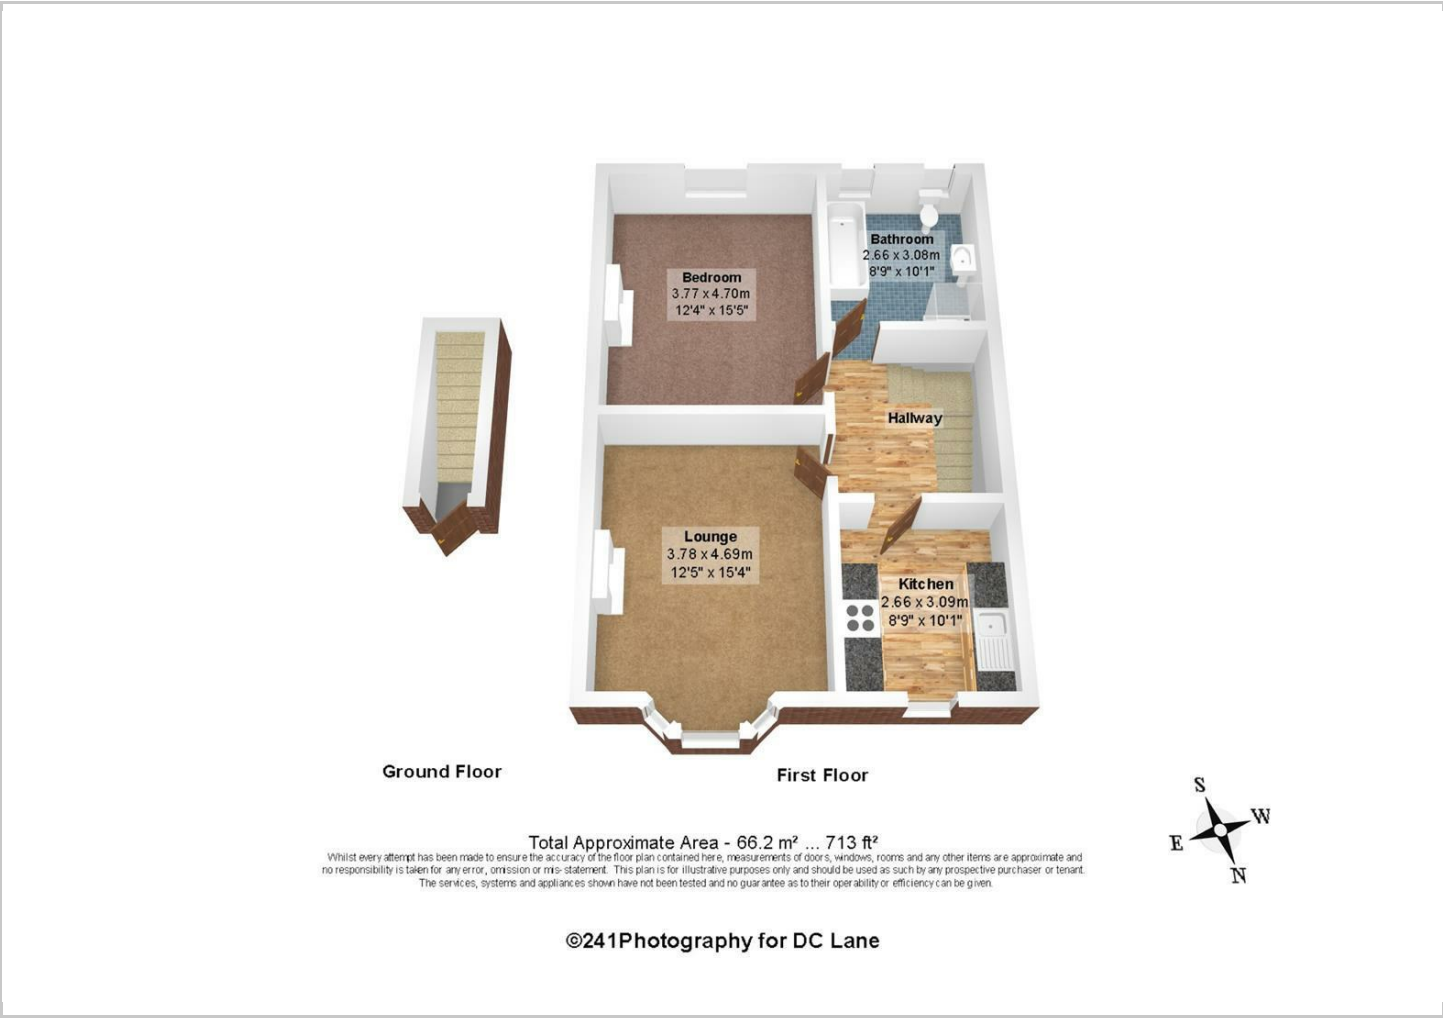 Bathroom
2.66 x 3.08m
8'9" x 10'1"
Bedroom
3.77 x 4.70m
12'4" x 15'5"
Hallway
Lounge
3.78 x 4.69m
12'5" x 15'4"
Kitchen
2.66 x 3.09m
8'9" x 10'1"
Ground Floor
First Floor
S
W
E
N
Total Approximate Area - 66.2 m² ... 713 ft²
Whilst every attempt has been made to ensure the accuracy of the floor plan contained here, measurements of doors, windows, rooms and any other items are approximate and
no responsibility is taken for any error, omission or mis-statement. This plan is for illustrative purposes only and should be used as such by any prospective purchaser or tenant.
The services, systems and appliances shown have not been tested and no guarantee as to their operability or efficiency can be given.
©241Photography for DC Lane